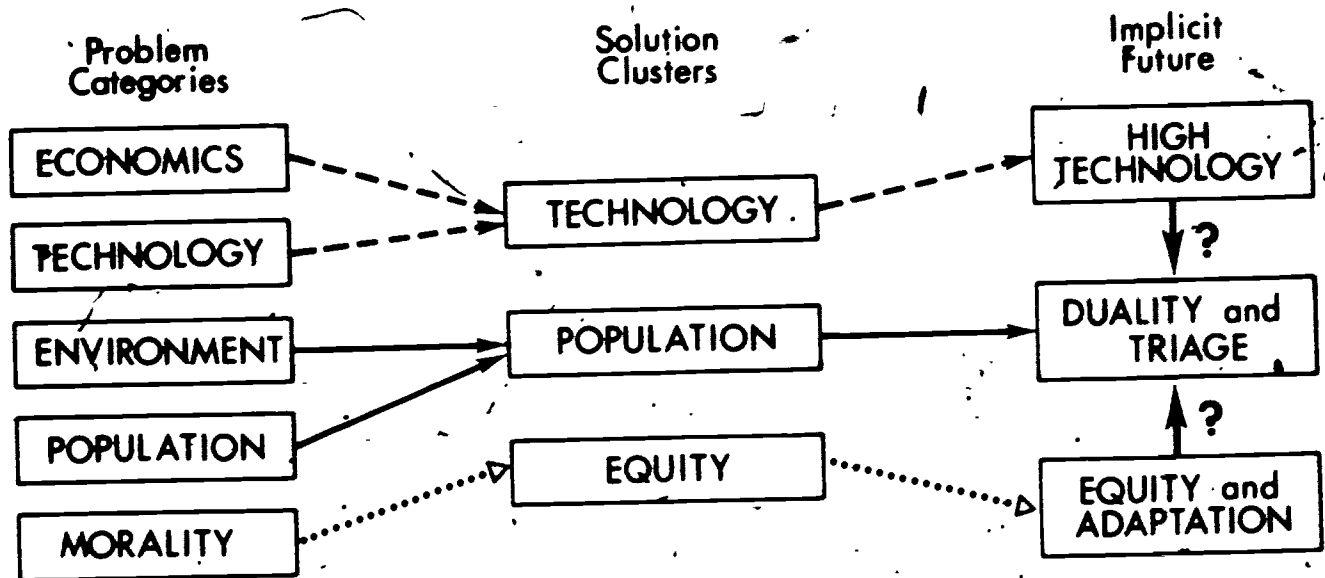 Problem
Categories
Solution
Clusters
Implicit
Future
ECONOMICS
TECHNOLOGY
ENVIRONMENT
POPULATION
MORALITY
TECHNOLOGY
POPULATION
EQUITY
HIGH
TECHNOLOGY
?
DUALITY and
TRIAGE
?
EQUITY and
ADAPTATION